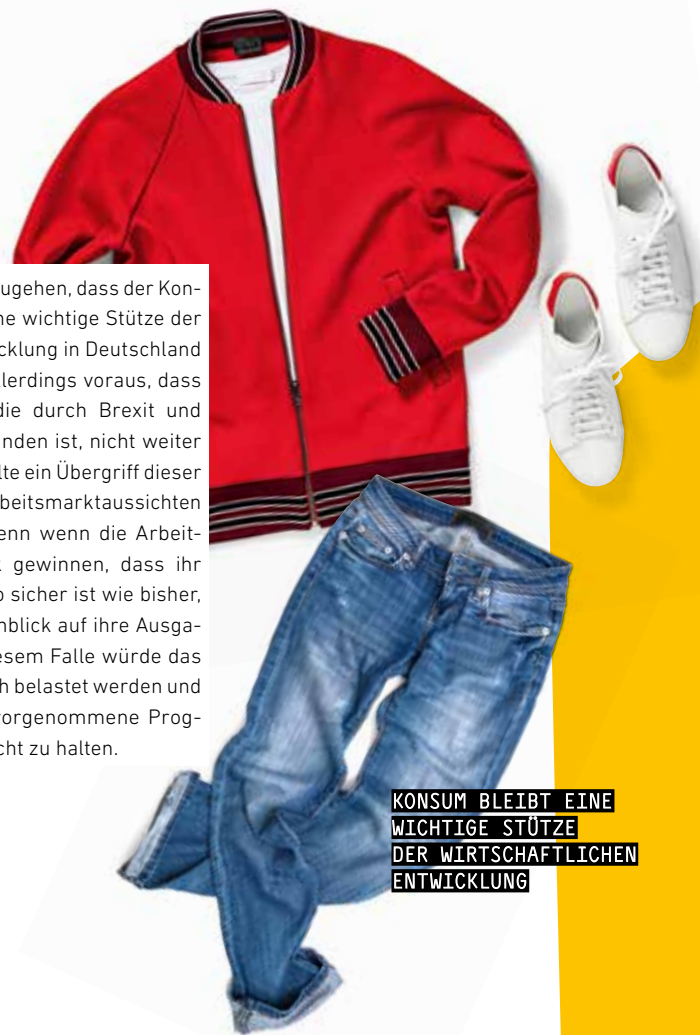 ugehen, dass der Kon-
ne wichtige Stütze der
cklung in Deutschland
llerdings voraus, dass
die durch Brexit und
nden ist, nicht weiter
lte ein Übergriff dieser
beitsmarktaussichten
enn wenn die Arbeit-
gewinnen, dass ihr
o sicher ist wie bisher,
nblick auf ihre Ausga-
esem Falle würde das
h belastet werden und
vorgenommene Prog-
cht zu halten.
KONSUM BLEIBT EINE
WICHTIGE STÜTZE
DER WIRTSCHAFTLICHEN
ENTWICKLUNG